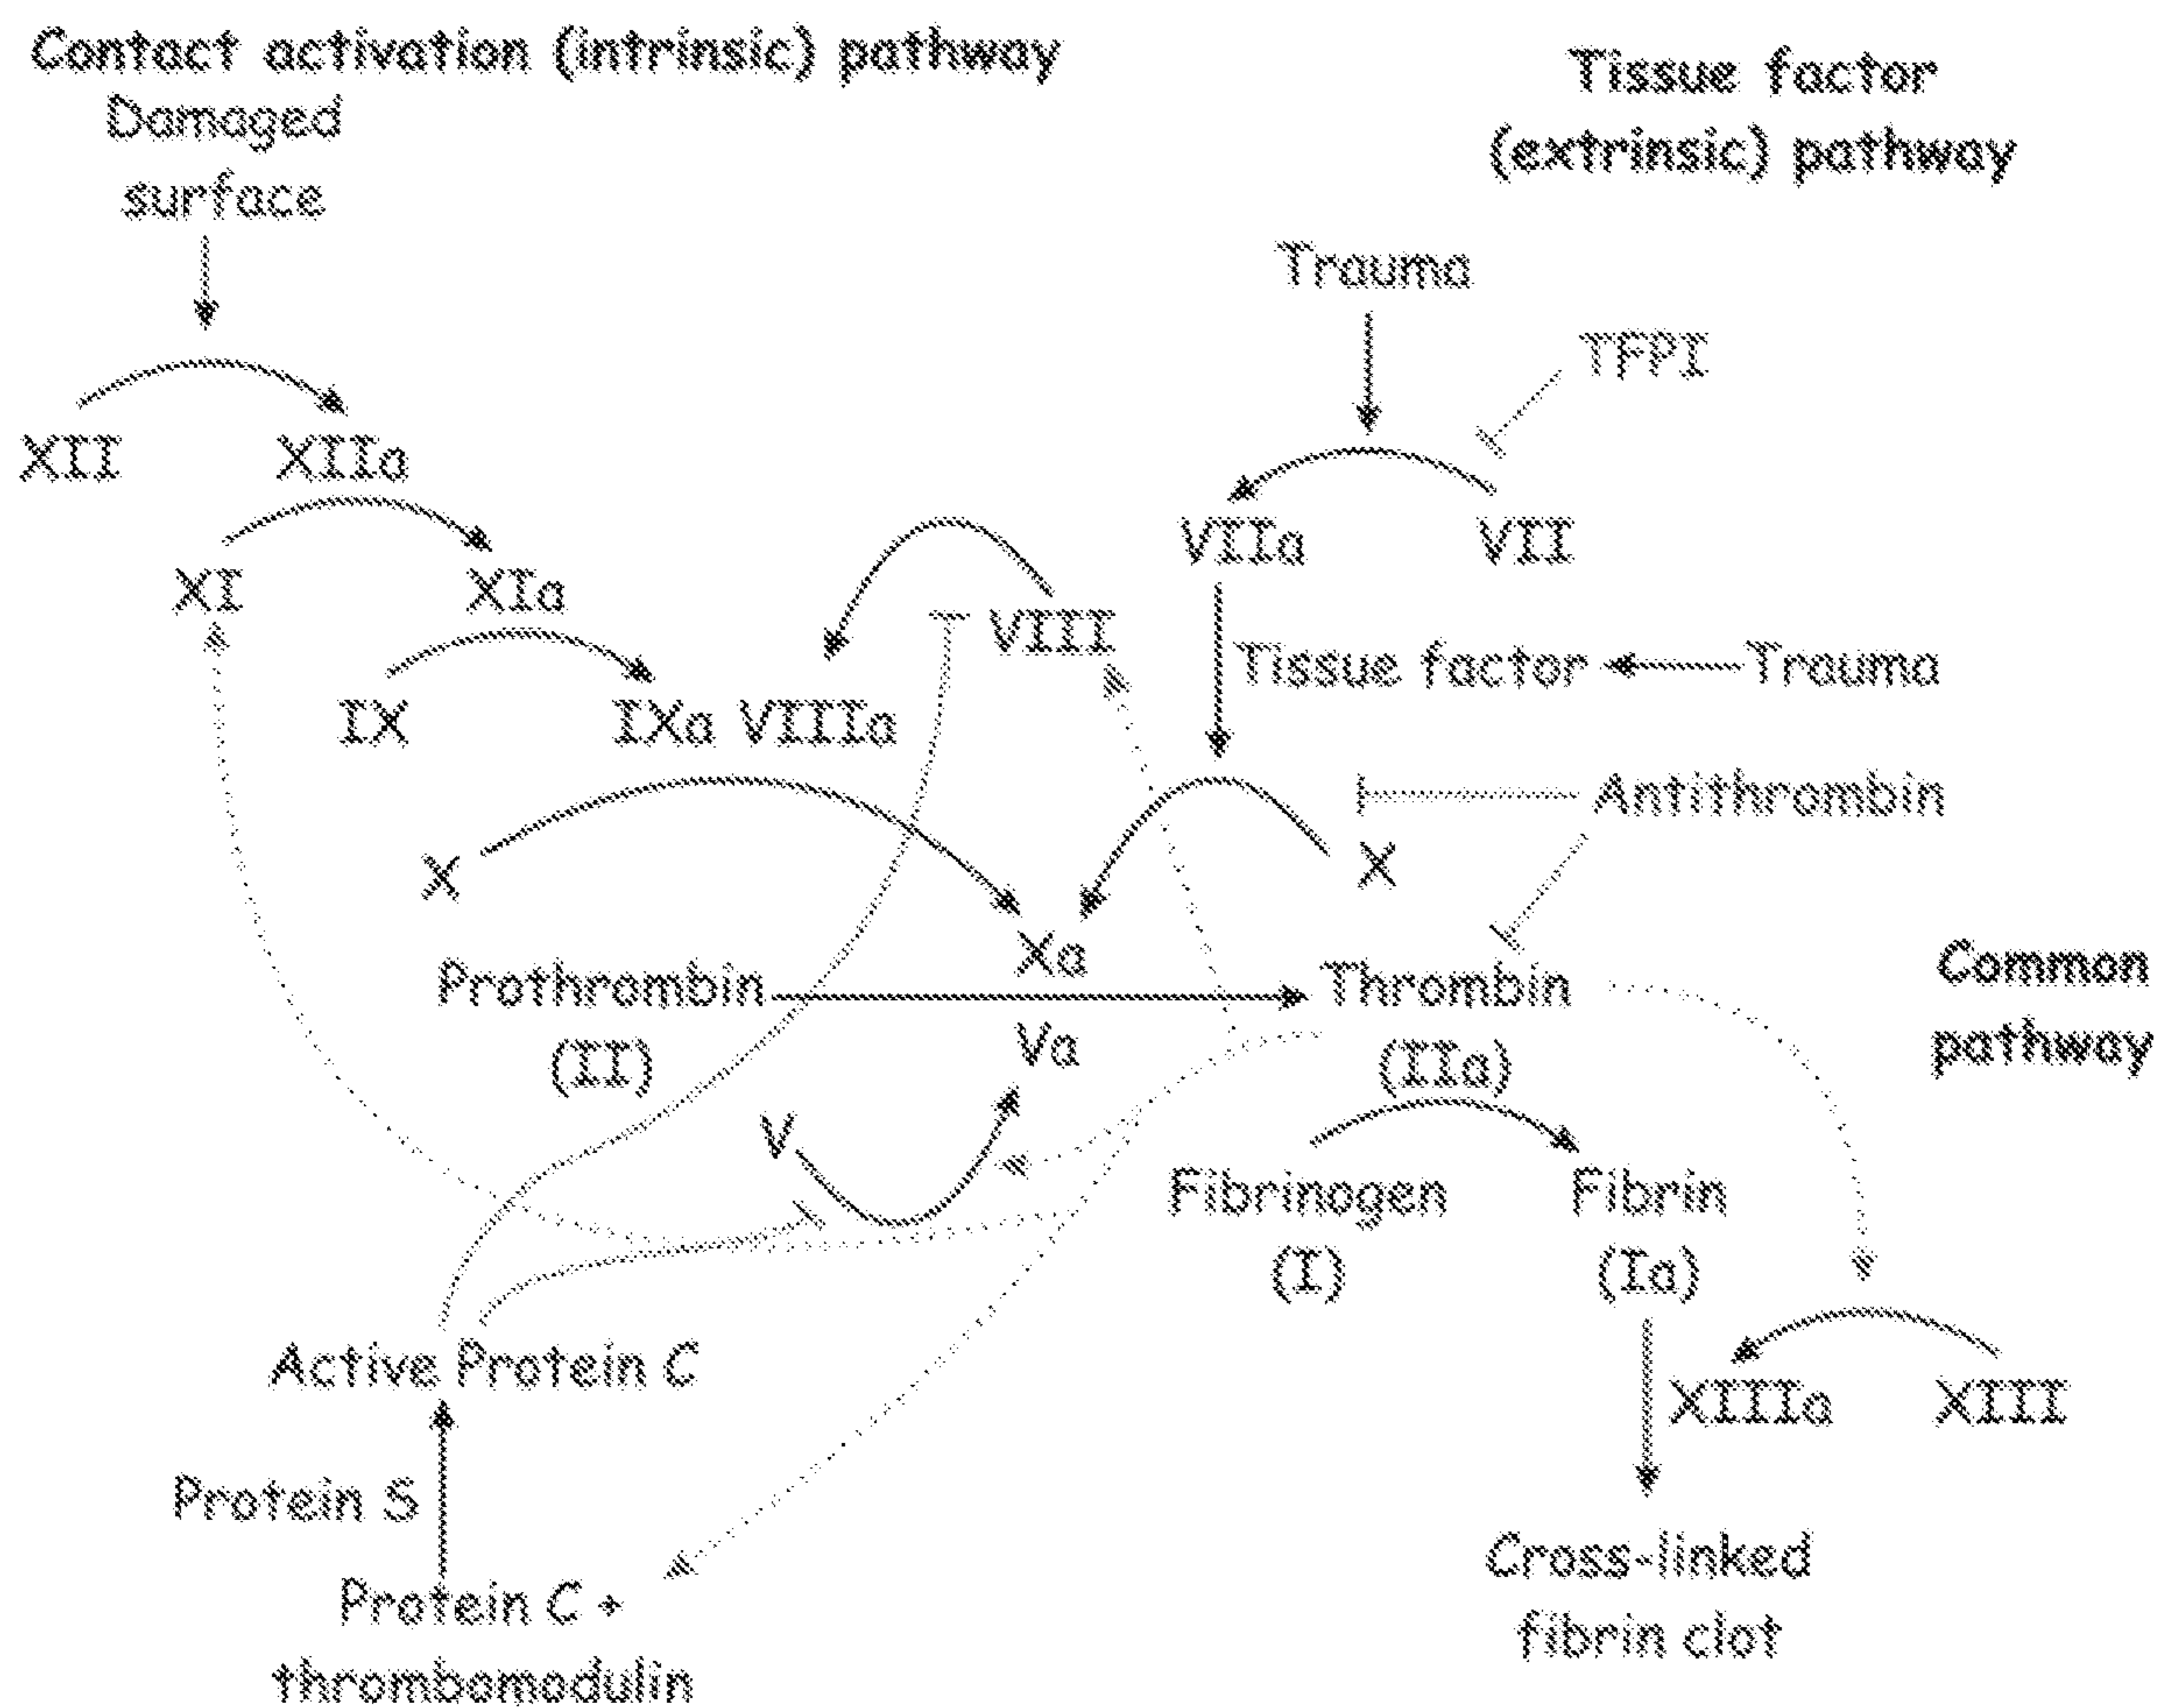 Contact activation (intrinsic) pathway
Damaged
surface
Tissue factor
(extrinsic) pathway
Trauma
TFPI
XII
XIIa
VIIa
VII
XI
XIa
VIII
Tissue factor
Trauma
IX
IXa VIIIa
Antithrombin
X
X
Xa
Prothrombin
(II)
Thrombin
(IIa)
Common
pathway
Va
V
Fibrinogen
(I)
Fibrin
(Ia)
Active Protein C
XIIIa
XIII
Protein S
Cross-linked
fibrin clot
Protein C +
thrombomodulin